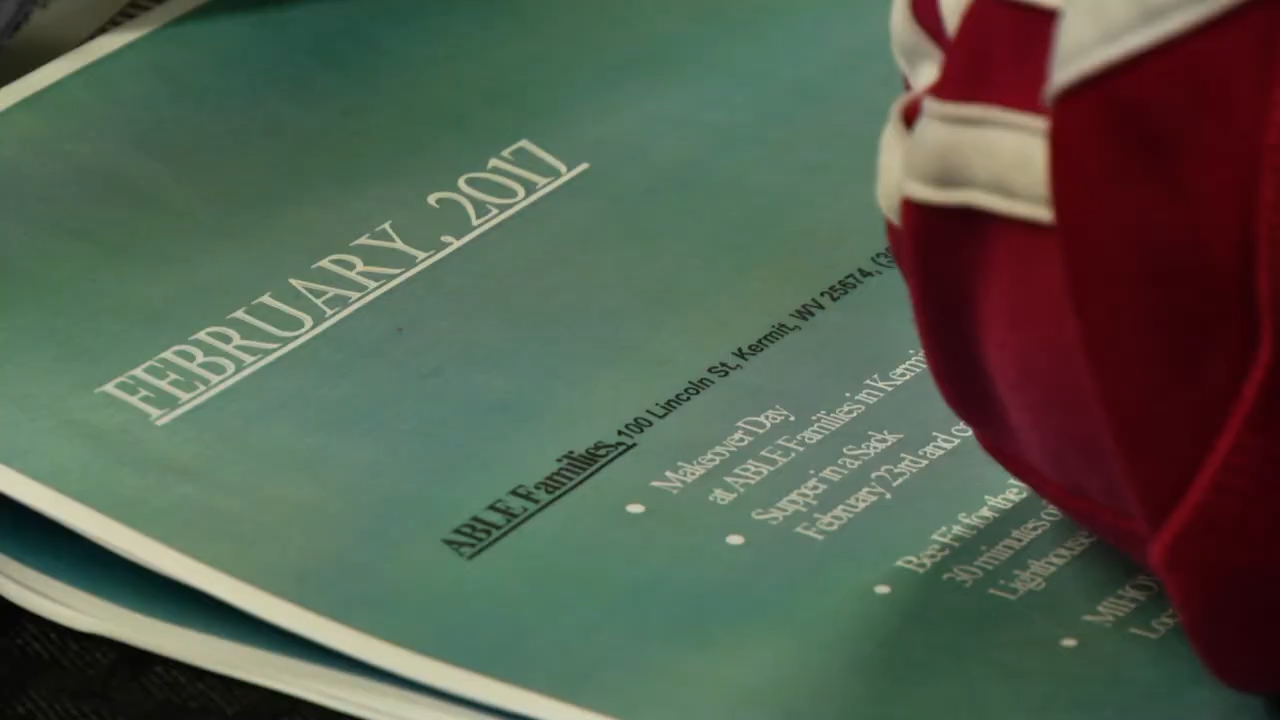 FEBRUARY, 2017
ABLE Families, 100 Lincoln St, Kermit, WV 25674,
Makeover Day
at ABLE Families in
Supper in a Sack
February 23rd and
Bee Fit for the
30 minutes
Lighthouse